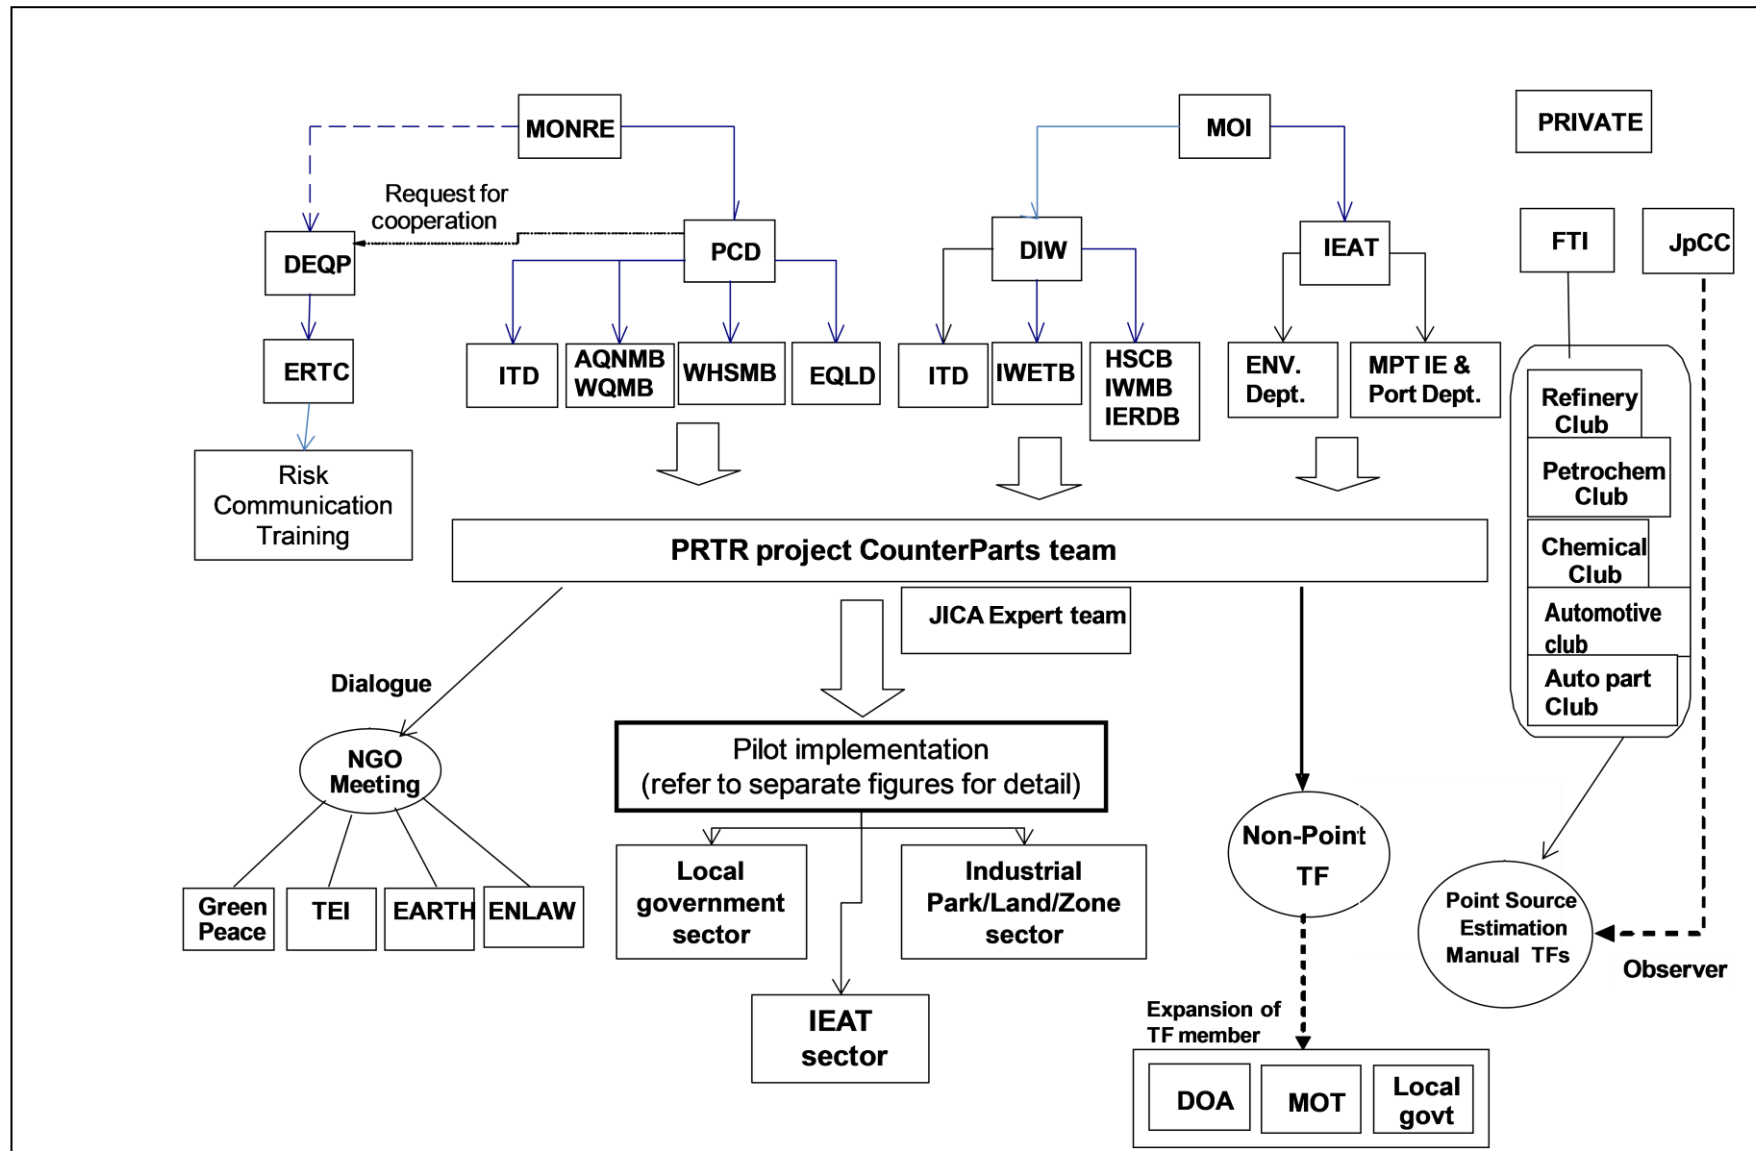 MONRE
MOI
PRIVATE
Request for
cooperation
DEQP
PCD
DIW
IEAT
FTI
JpCC
ERTC
ITD
AQNMB
WQMB
WHSMB
EQLD
ITD
IWETB
HSCB
IWMB
IERDB
ENV.
Dept.
MPT IE &
Port Dept.
Refinery
Club
Petrochem
Club
Chemical
Club
Automotive
club
Auto part
Club
Risk
Communication
Training
PRTR project CounterParts team
JICA Expert team
Dialogue
NGO
Meeting
Green
Peace
TEI
EARTH
ENLAW
Pilot implementation
(refer to separate figures for detail)
Local
government
sector
Industrial
Park/Land/Zone
sector
IEAT
sector
Non-Point
TF
Point Source
Estimation
Manual TFs
Observer
Expansion of
TF member
DOA
MOT
Local
govt